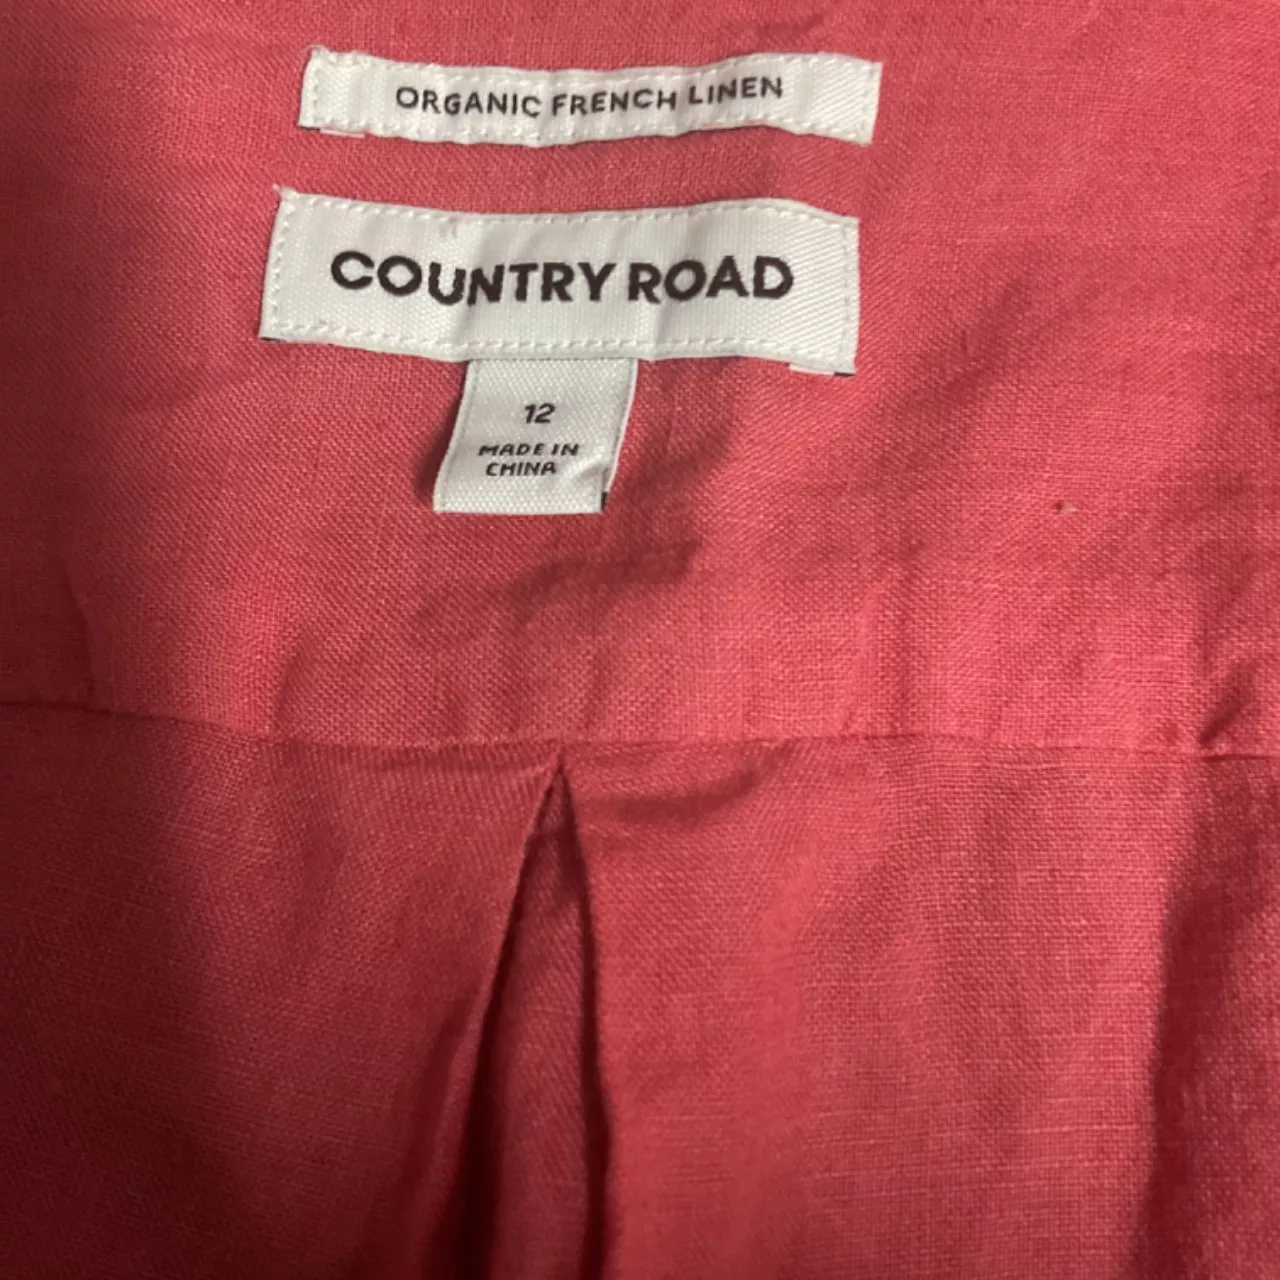 ORGANIC FRENCH LINEN
COUNTRY ROAD
12
MADE IN
CHINA